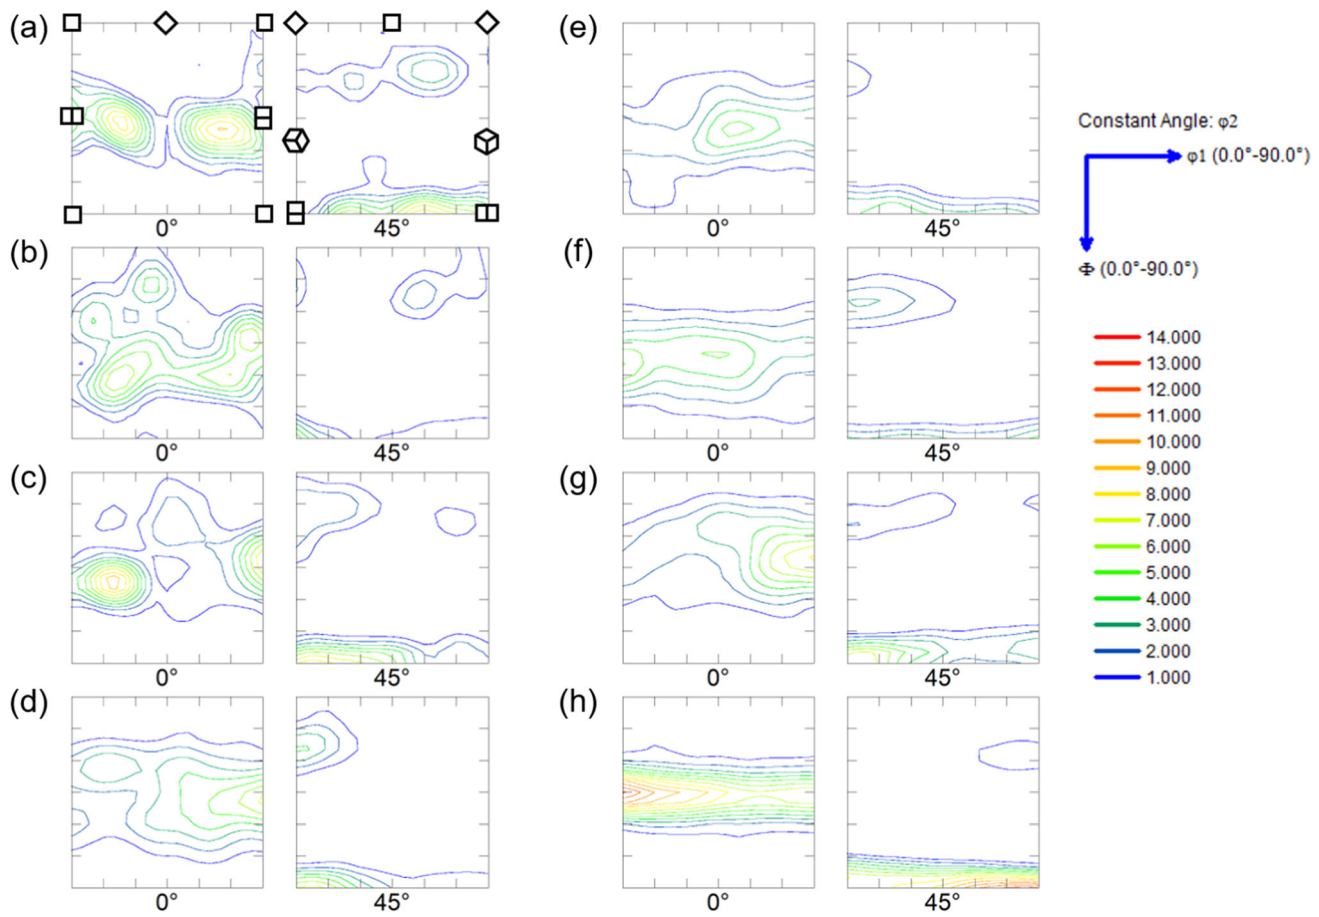 (a)
0°
45°
(b)
0°
45°
(c)
0°
45°
(d)
0°
45°
(e)
0°
45°
(f)
0°
45°
(g)
0°
45°
(h)
0°
45°
Constant Angle: φ2
φ1 (0.0°-90.0°)
Φ (0.0°-90.0°)
14.000
13.000
12.000
11.000
10.000
9.000
8.000
7.000
6.000
5.000
4.000
3.000
2.000
1.000